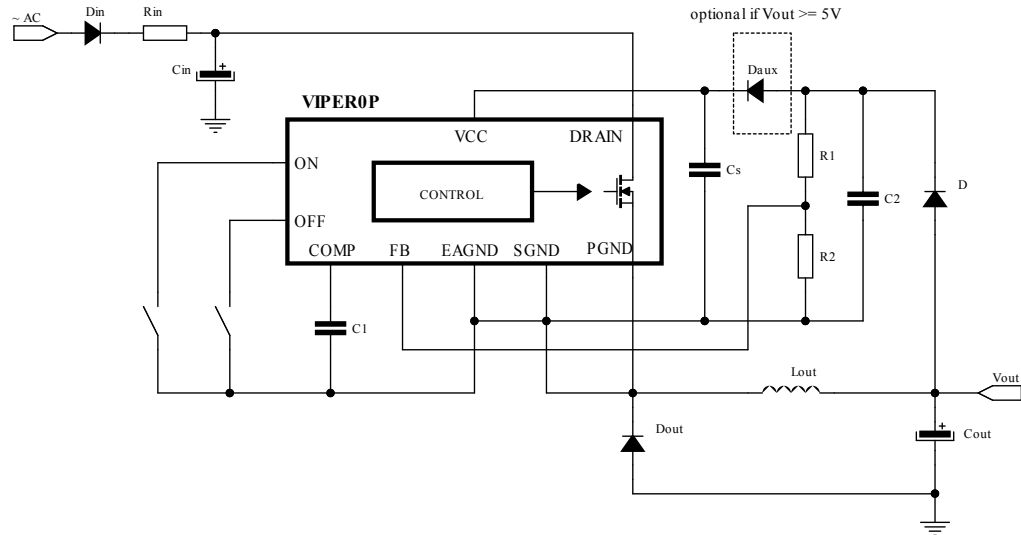 optional if Vout >= 5V
~ AC
Din
Rin
Cin
+
Daux
VIPER0P
VCC
DRAIN
ON
OFF
CONTROL
COMP
FB
EAGND
SGND
PGND
Cs
R1
R2
C2
D
C1
Lout
Vout
Dout
+
Cout